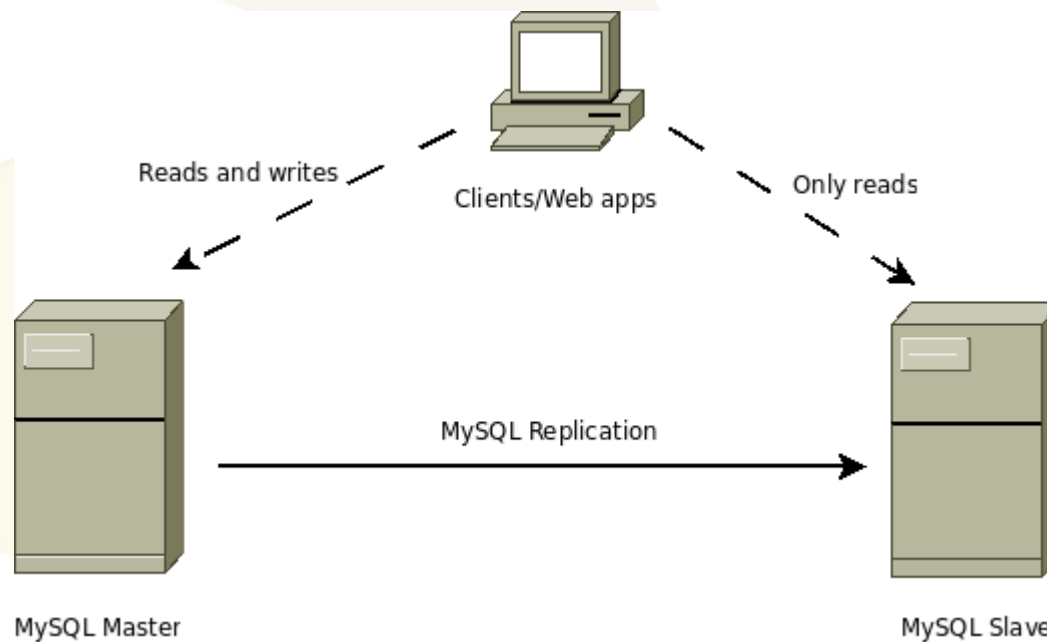 Reads and writes
Clients/Web apps
Only reads
MySQL Replication
MySQL Master
MySQL Slave